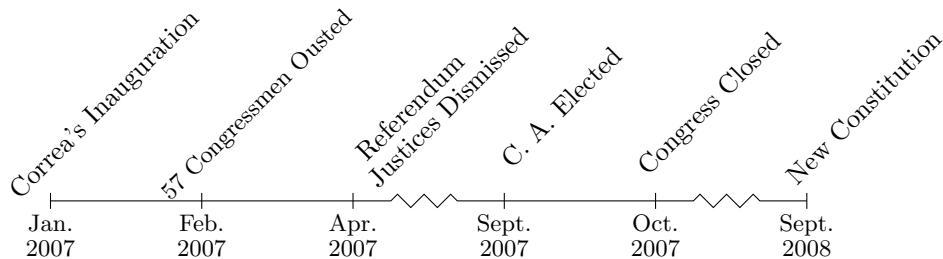 Correa's Inauguration
57 Congressmen Ousted
Referendum
Justices Dismissed
C. A. Elected
Congress Closed
New Constitution
Jan.
2007
Feb.
2007
Apr.
2007
Sept.
2007
Oct.
2007
Sept.
2008